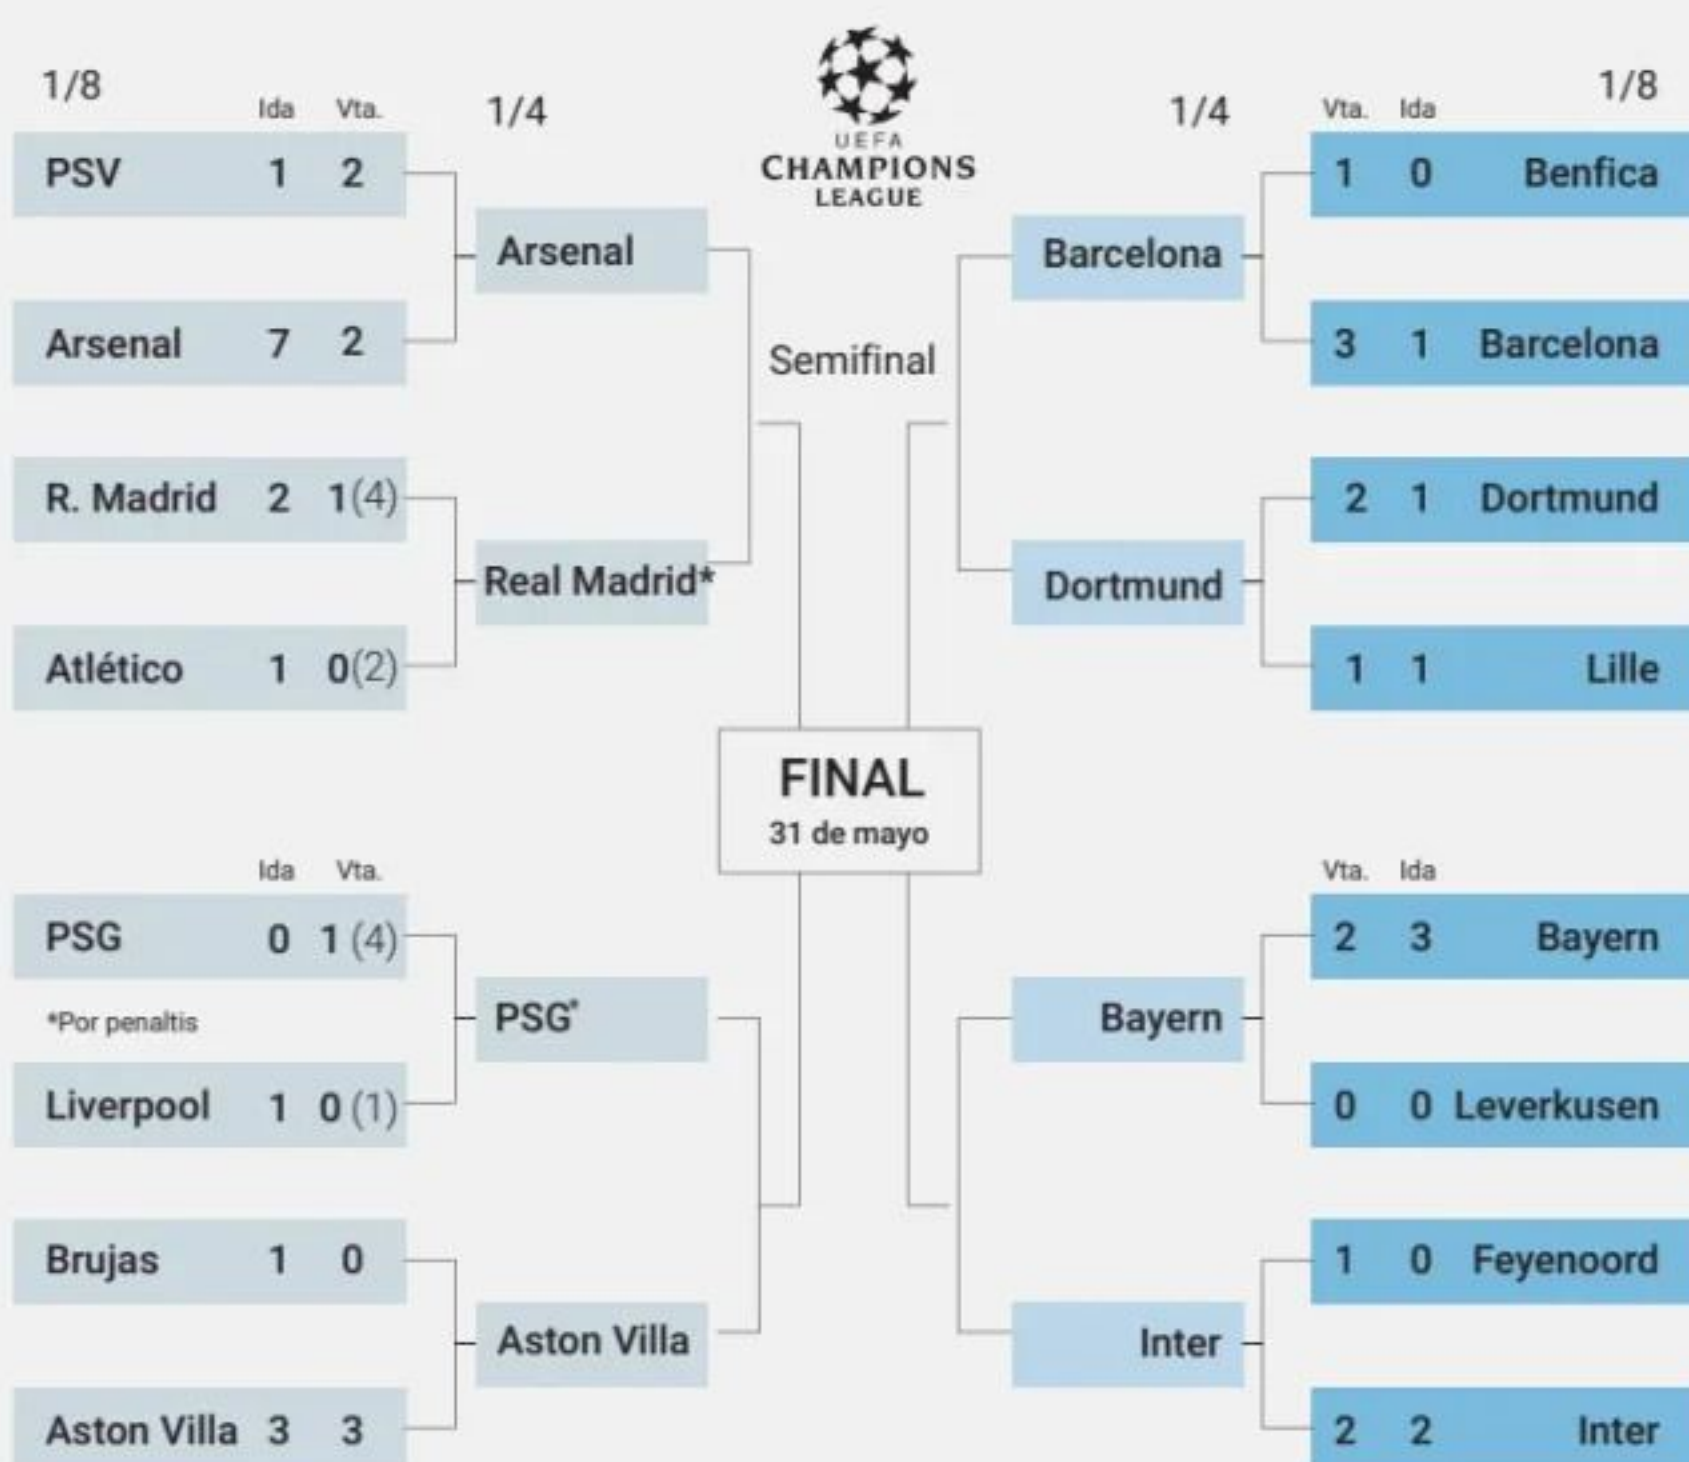 1/8
Ida Vta.
1/4
UEFA
CHAMPIONS
LEAGUE
1/4
Vta. Ida
1/8
PSV 1 2
Arsenal
Arsenal 7 2
R. Madrid 2 1(4)
Real Madrid*
Atlético 1 0(2)
Semifinal
1 0 Benfica
Barcelona
3 1 Barcelona
2 1 Dortmund
Dortmund
1 1 Lille
FINAL
31 de mayo
Ida Vta.
PSG 0 1 (4)
*Por penaltis
PSG*
Liverpool 1 0 (1)
Brujas 1 0
Aston Villa
Aston Villa 3 3
Vta. Ida
2 3 Bayern
Bayern
0 0 Leverkusen
1 0 Feyenoord
Inter
2 2 Inter